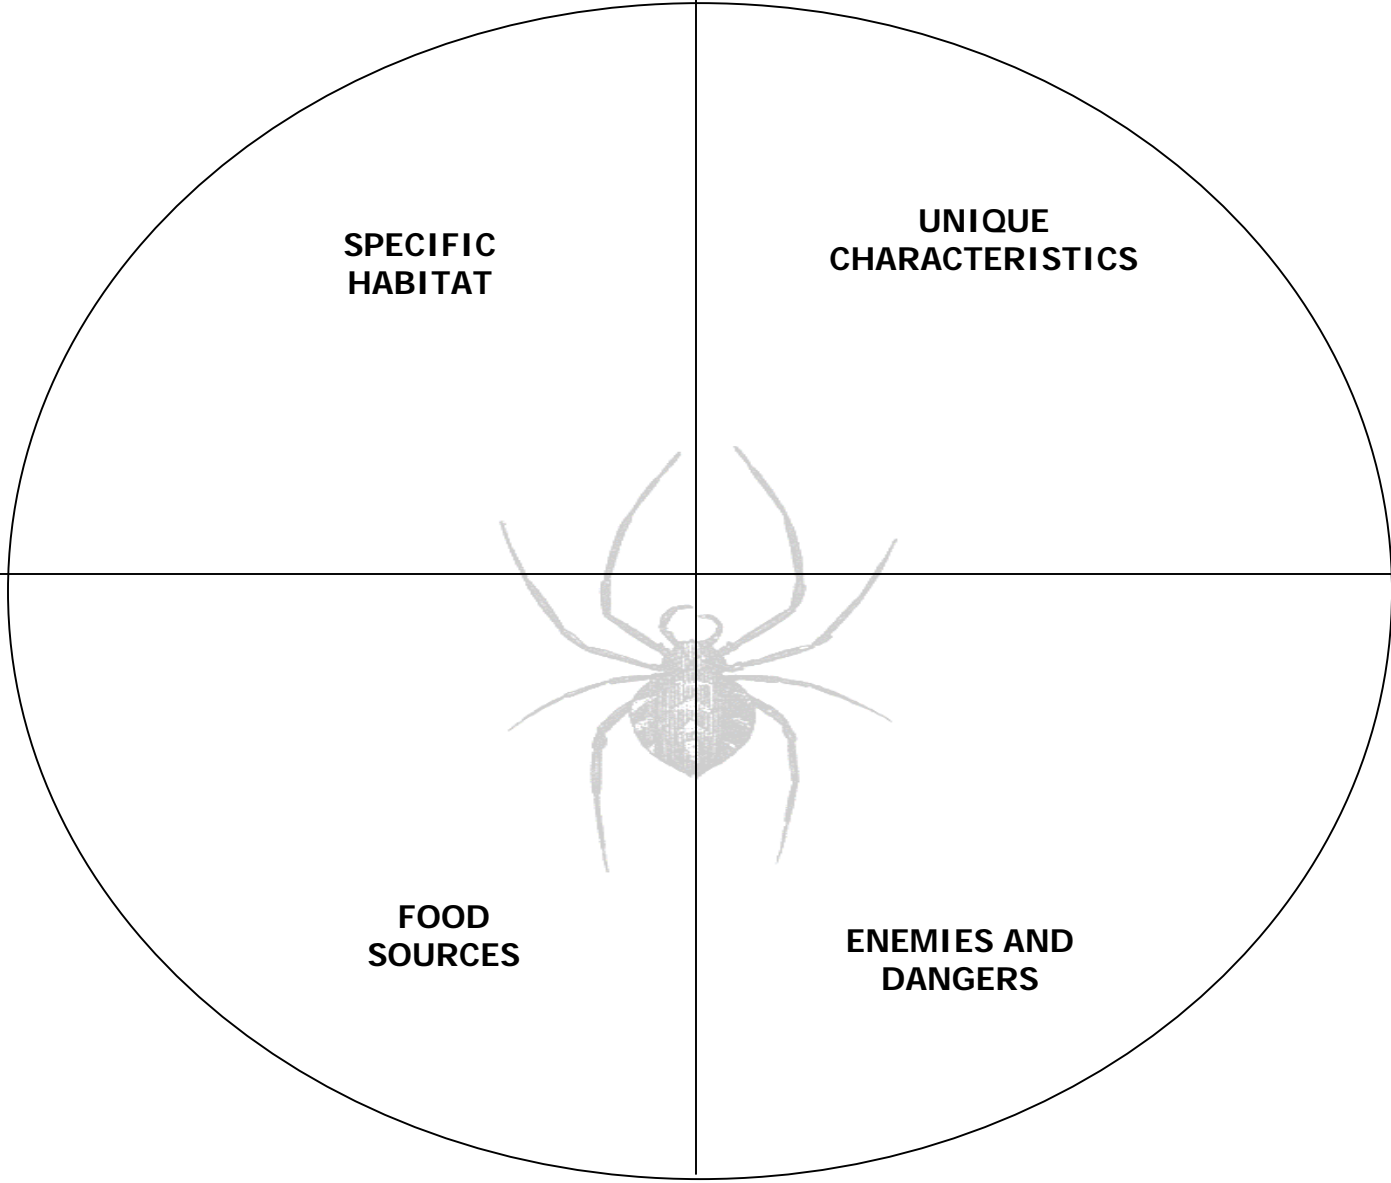 SPECIFIC
HABITAT
UNIQUE
CHARACTERISTICS
FOOD
SOURCES
ENEMIES AND
DANGERS